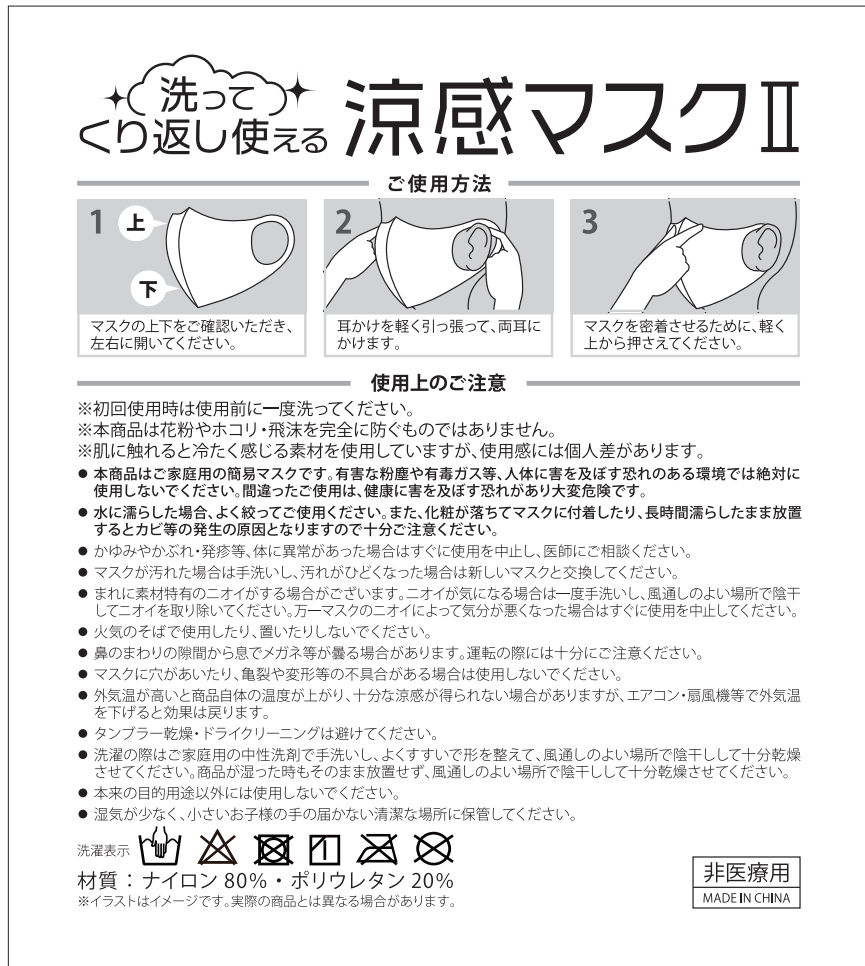 洗って
くり返し使える
涼感マスクⅡ
ご使用方法
1
上
下
マスクの上下をご確認いただき、
左右に開いてください。
2
耳かけを軽く引っ張って、両耳に
かけます。
3
マスクを密着させるために、軽く
上から押さえてください。
使用上のご注意
※初回使用時は使用前に一度洗ってください。
※本商品は花粉やホコリ・飛沫を完全に防ぐものではありません。
※肌に触れると冷たく感じる素材を使用していますが、使用感には個人差があります。
● 本商品はご家庭用の簡易マスクです。有害な粉塵や有毒ガス等、人体に害を及ぼす恐れのある環境では絶対に
使用しないでください。間違ったご使用は、健康に害を及ぼす恐れがあり大変危険です。
● 水に濡らした場合、よく絞ってご使用ください。また、化粧が落ちてマスクに付着したり、長時間濡らしたまま放置
するとカビ等の発生の原因となりますので十分ご注意ください。
● かゆみやかぶれ・発疹等、体に異常があった場合はすぐに使用を中止し、医師にご相談ください。
● マスクが汚れた場合は手洗いし、汚れがひどくなった場合は新しいマスクと交換してください。
● まれに素材特有のニオイがする場合がございます。ニオイが気になる場合は一度手洗いし、風通しのよい場所で陰干
してニオイを取り除いてください。万一マスクのニオイによって気分が悪くなった場合はすぐに使用を中止してください。
● 火気のそばで使用したり、置いたりしないでください。
● 鼻のまわりの隙間から息でメガネ等が曇る場合があります。運転の際には十分にご注意ください。
● マスクに穴があいたり、亀裂や変形等の不具合がある場合は使用しないでください。
● 外気温が高いと商品自体の温度が上がり、十分な涼感が得られない場合がありますが、エアコン・扇風機等で外気温
を下げると効果は戻ります。
● タンブラー乾燥・ドライクリーニングは避けてください。
● 洗濯の際はご家庭用の中性洗剤で手洗いし、よくすすいで形を整えて、風通しのよい場所で陰干しして十分乾燥
させてください。商品が湿った時もそのまま放置せず、風通しのよい場所で陰干しして十分乾燥させてください。
● 本来の目的用途以外には使用しないでください。
● 湿気が少なく、小さいお子様の手の届かない清潔な場所に保管してください。
洗濯表示
材質：ナイロン 80%・ポリウレタン 20%
※イラストはイメージです。実際の商品とは異なる場合があります。
非医療用
MADE IN CHINA